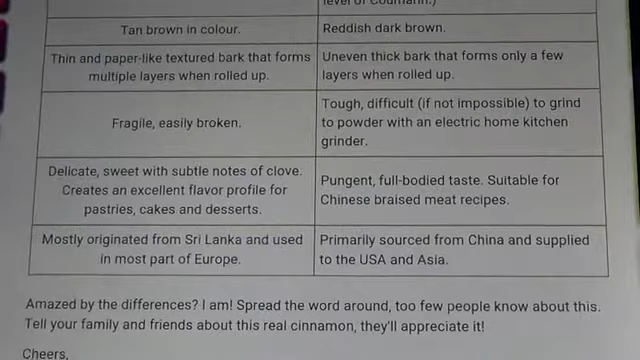 level of Coumarin.)
Tan brown in colour.
Reddish dark brown.
Thin and paper-like textured bark that forms
multiple layers when rolled up.
Uneven thick bark that forms only a few
layers when rolled up.
Fragile, easily broken.
Tough, difficult (if not impossible) to grind
to powder with an electric home kitchen
grinder.
Delicate, sweet with subtle notes of clove.
Creates an excellent flavor profile for
pastries, cakes and desserts.
Pungent, full-bodied taste. Suitable for
Chinese braised meat recipes.
Mostly originated from Sri Lanka and used
in most part of Europe.
Primarily sourced from China and supplied
to the USA and Asia.
Amazed by the differences? I am! Spread the word around, too few people know about this.
Tell your family and friends about this real cinnamon, they'll appreciate it!
Cheers,